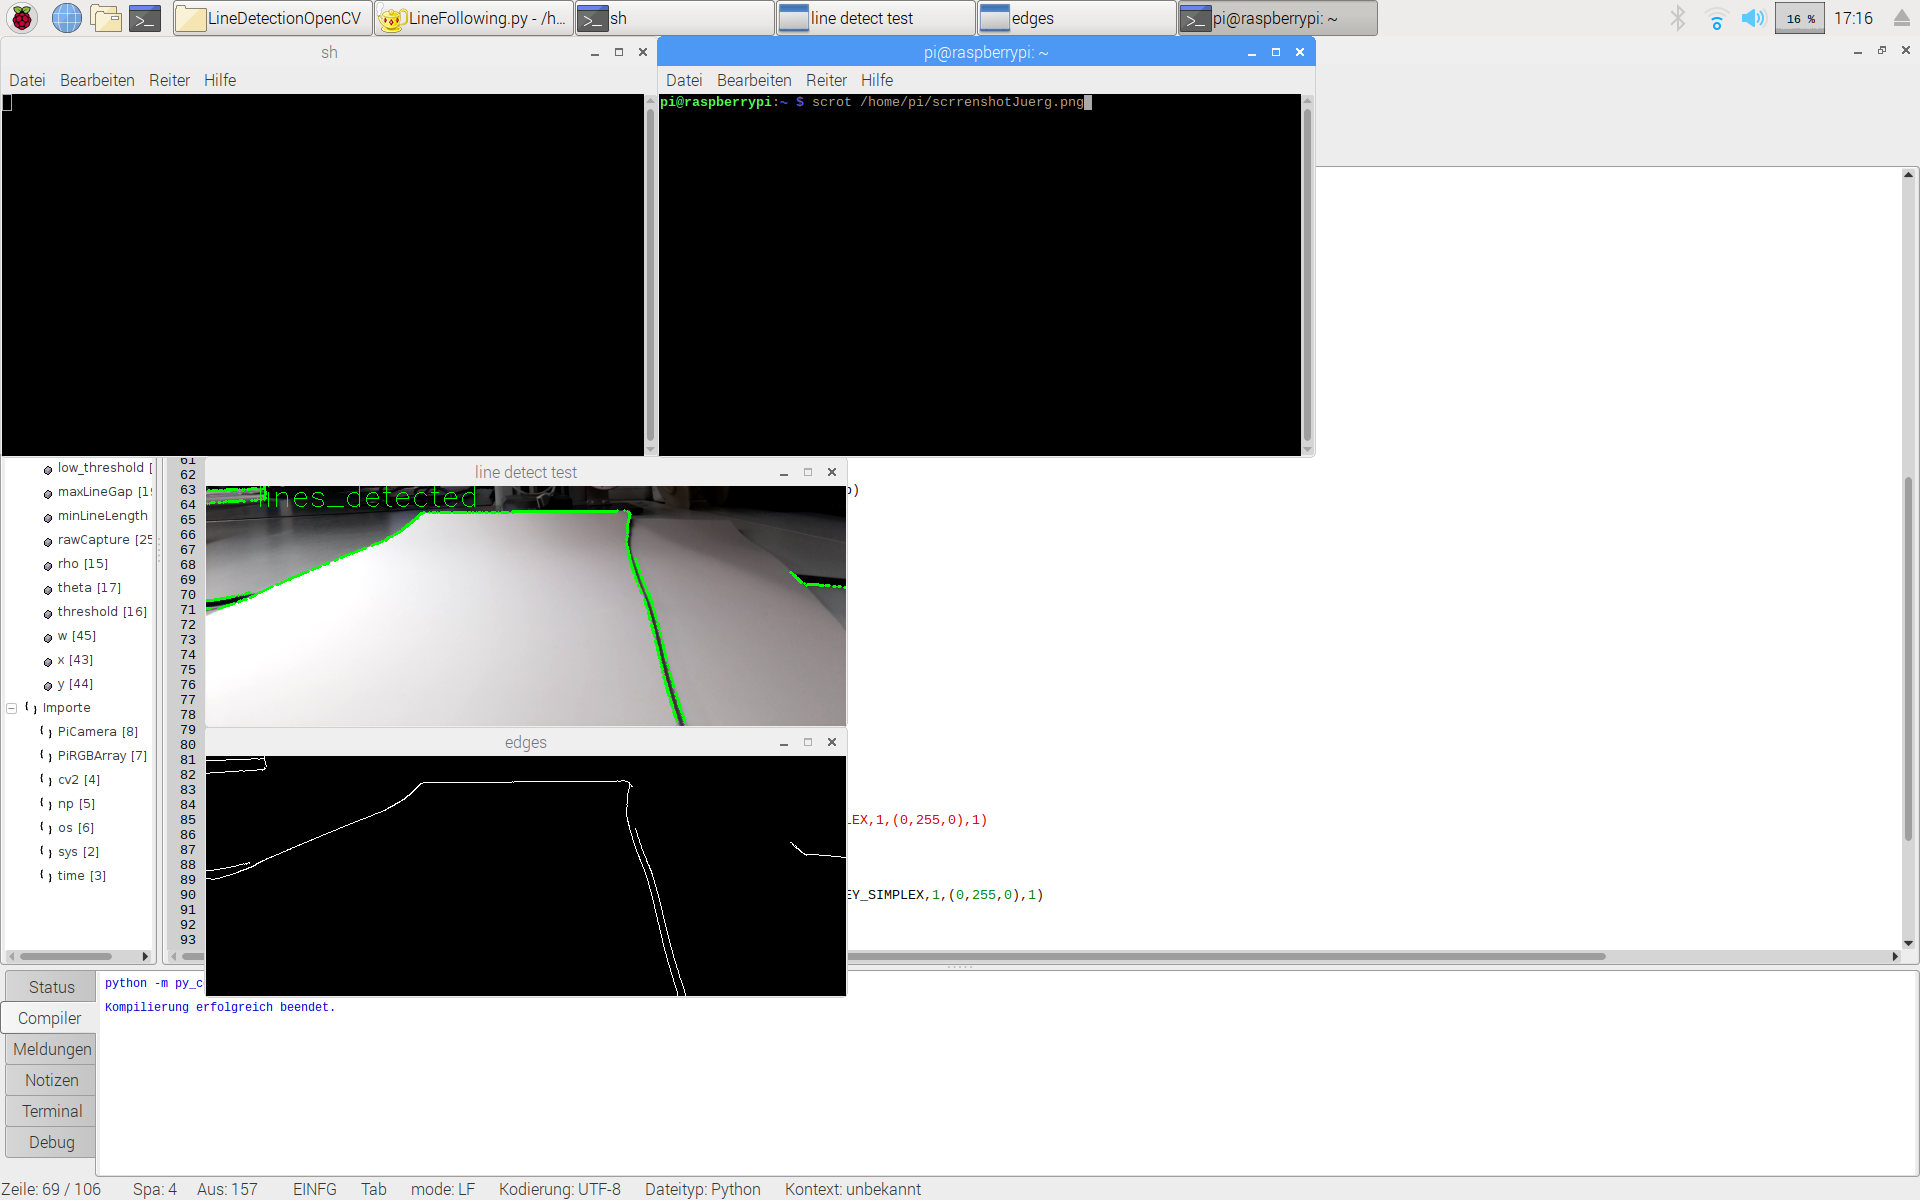 LineDetectionOpenCV
LineFollowing.py - /h...
sh
line detect test
edges
pi@raspberrypi: ~
16 %
17:16
sh
Datei Bearbeiten Reiter Hilfe
pi@raspberrypi: ~
Datei Bearbeiten Reiter Hilfe
pi@raspberrypi:~ $ scrot /home/pi/scrrenshotJuerg.png
low_threshold [
maxLineGap [1
minLineLength
rawCapture [25
rho [15]
theta [17]
threshold [16]
w [45]
x [43]
y [44]
Importe
PiCamera [8]
PiRGBArray [7]
cv2 [4]
np [5]
os [6]
sys [2]
time [3]
61
62
63
64
65
66
67
68
69
70
71
72
73
74
75
76
77
78
79
80
81
82
83
84
85
86
87
88
89
90
91
92
93
)
LEX,1,(0,255,0),1)
EY_SIMPLEX,1,(0,255,0),1)
line detect test
lines_detected
edges
Status
Compiler
Meldungen
Notizen
Terminal
Debug
python -m py_c
Kompilierung erfolgreich beendet.
Zeile: 69 / 106 Spa: 4 Aus: 157 EINFG Tab mode: LF Kodierung: UTF-8 Dateityp: Python Kontext: unbekannt